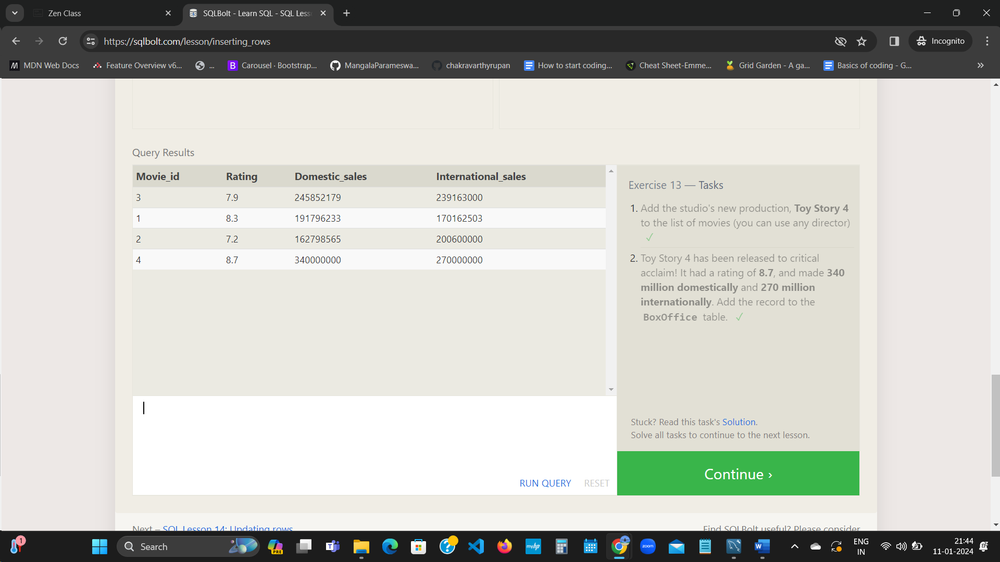 Zen Class
SQLBolt - Learn SQL - SQL Less
https://sqlbolt.com/lesson/inserting_rows
Incognito
MDN Web Docs
Feature Overview v6...
...
Carousel · Bootstrap...
MangalaParameswa...
chakravarthyrupan
How to start coding...
Cheat Sheet-Emme...
Grid Garden - A ga...
Basics of coding - G...
Query Results
Movie_id Rating Domestic_sales International_sales
3 7.9 245852179 239163000
1 8.3 191796233 170162503
2 7.2 162798565 200600000
4 8.7 340000000 270000000
Exercise 13 — Tasks
1. Add the studio's new production, Toy Story 4
to the list of movies (you can use any director)
✓
2. Toy Story 4 has been released to critical
acclaim! It had a rating of 8.7, and made 340
million domestically and 270 million
internationally. Add the record to the
BoxOffice table. ✓
Stuck? Read this task's Solution.
Solve all tasks to continue to the next lesson.
RUN QUERY RESET
Continue ›
Next – SQL Lesson 14: Updating rows
Find SQLBolt useful? Please consider
1
Search
PRE
myhp
zoom
ENG
IN
21:44
11-01-2024